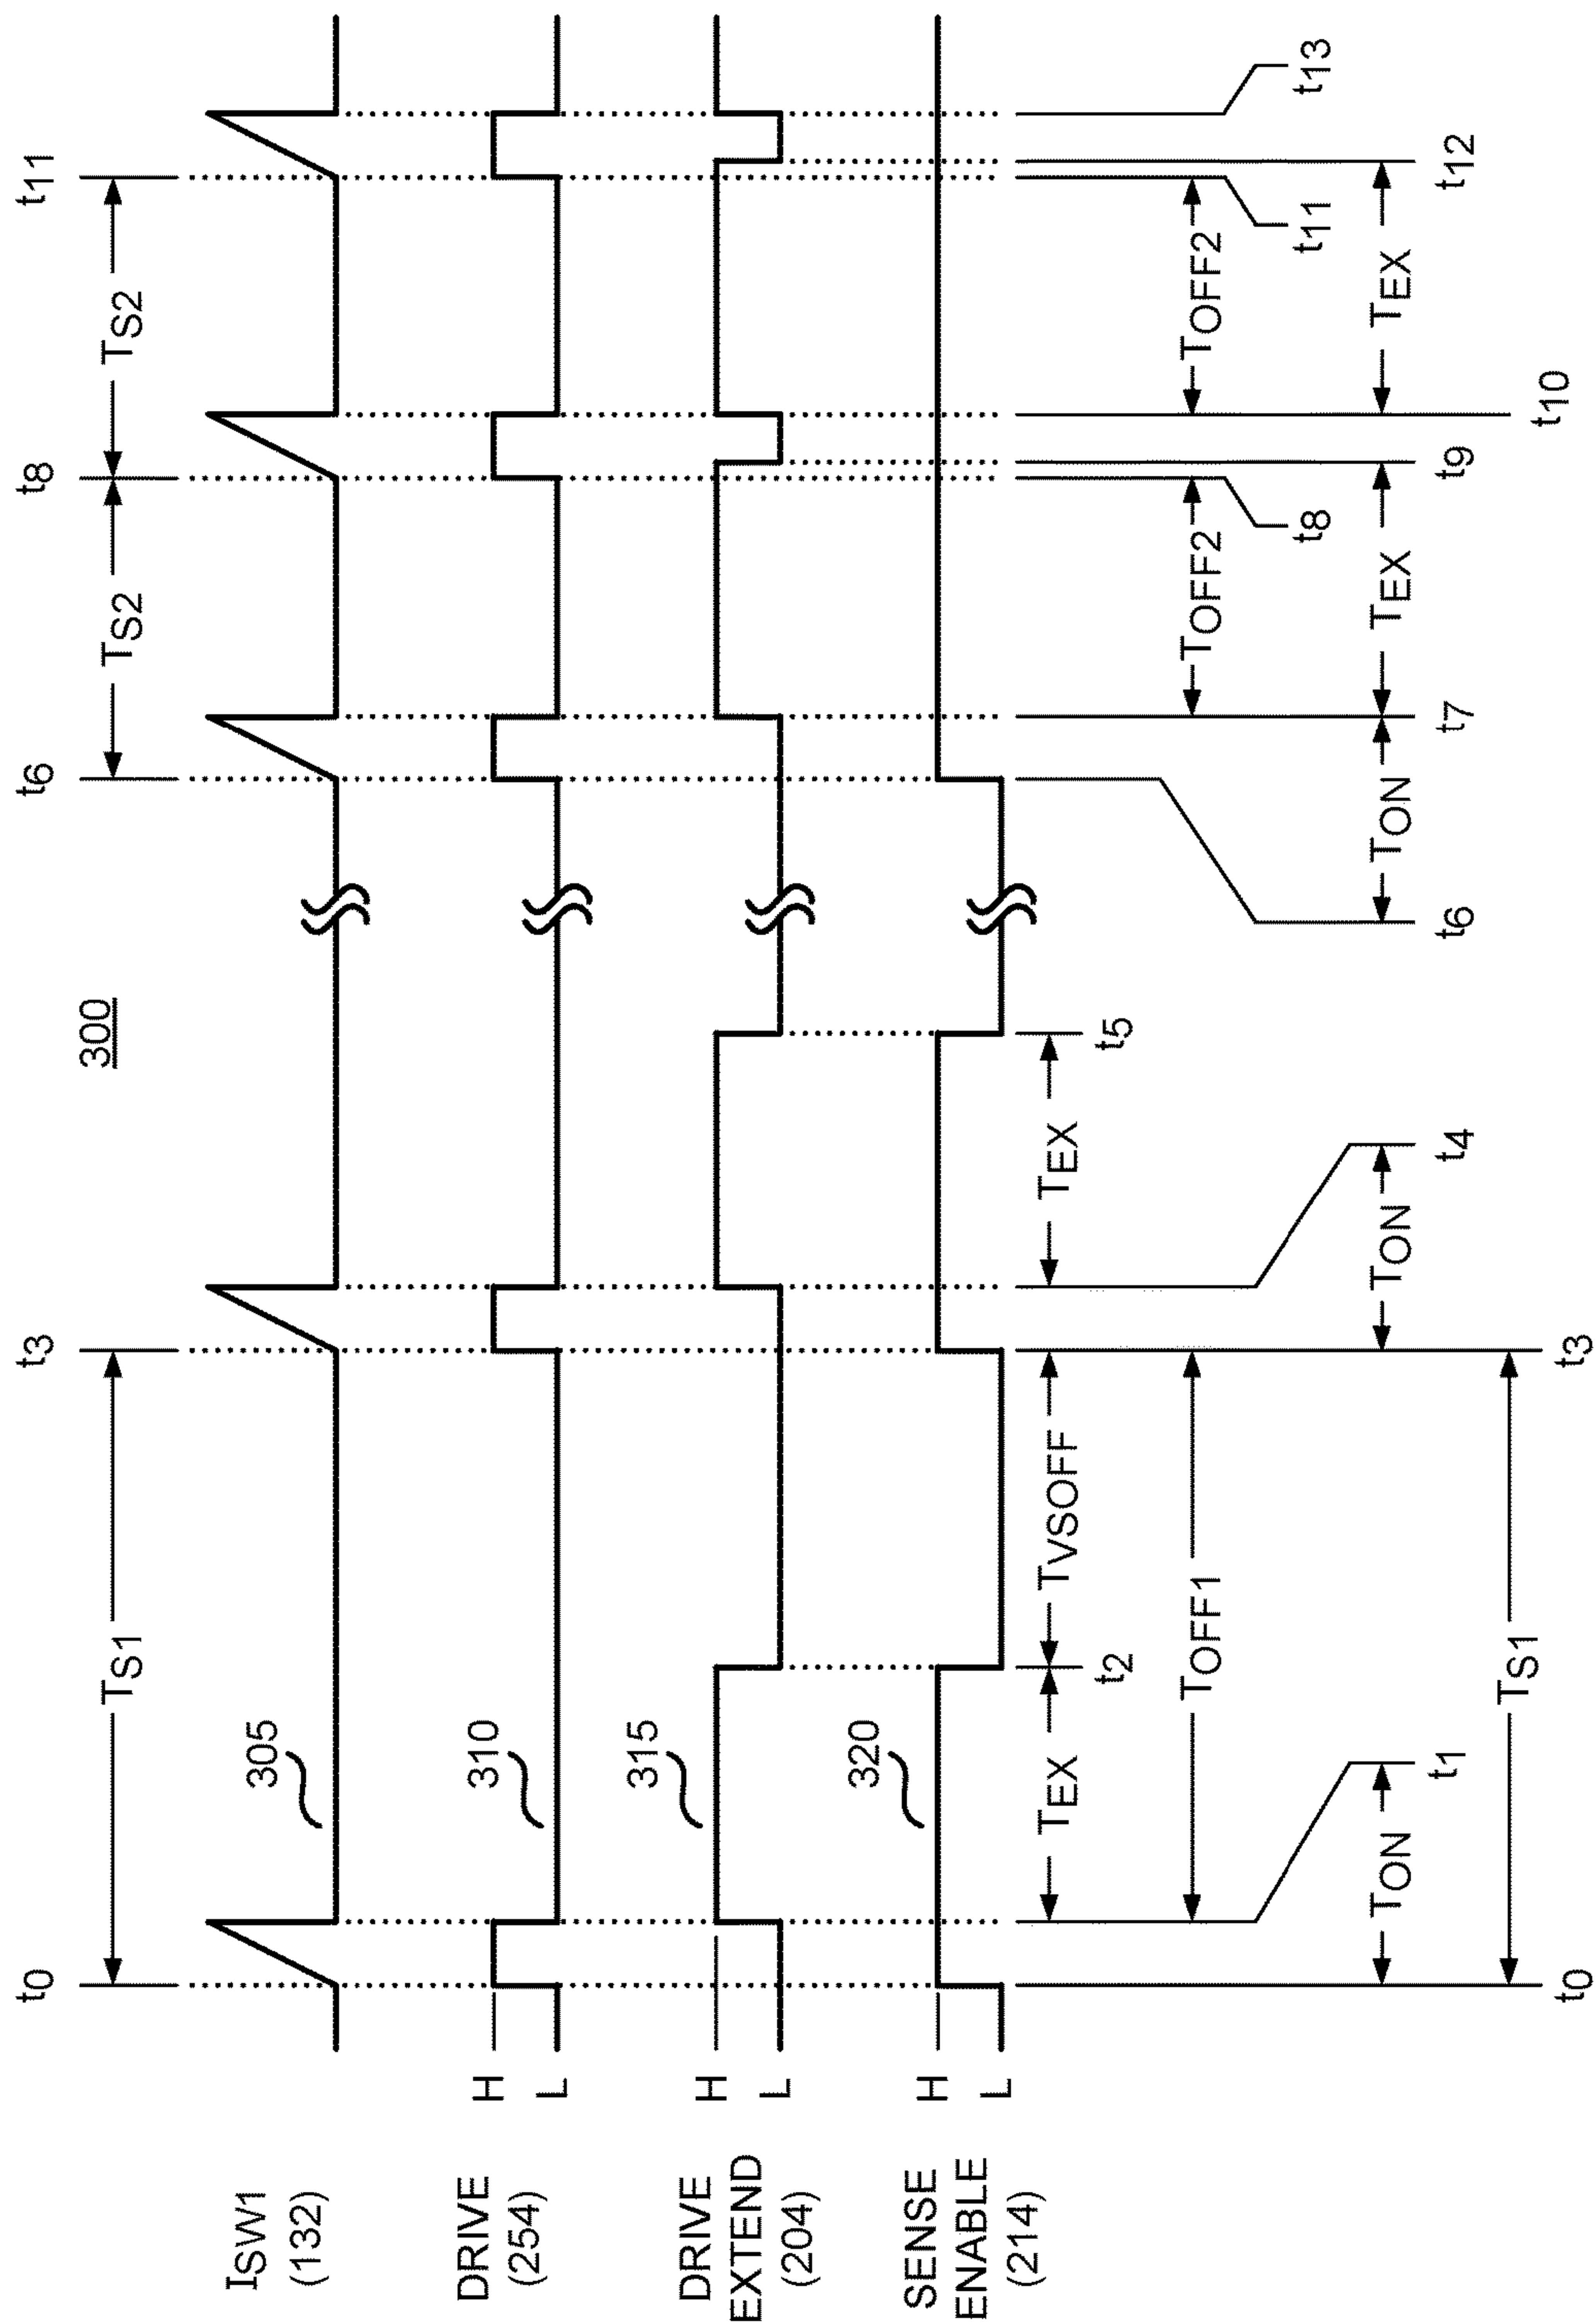 300
t0 TS1 t3 t6 TS2 t8 TS2 t11
ISW1
(132)
305
DRIVE
(254)
H
L
310
DRIVE
EXTEND
(204)
H
L
315
SENSE
ENABLE
(214)
H
L
320
TEX t2 TVSOFF TEX t5
TOFF1 TOFF2 TOFF2
t8 t11 t13
TON TON TON TEX TEX
t1 t4 t6 t7 t9 t12
TS1 t10
t0 t3